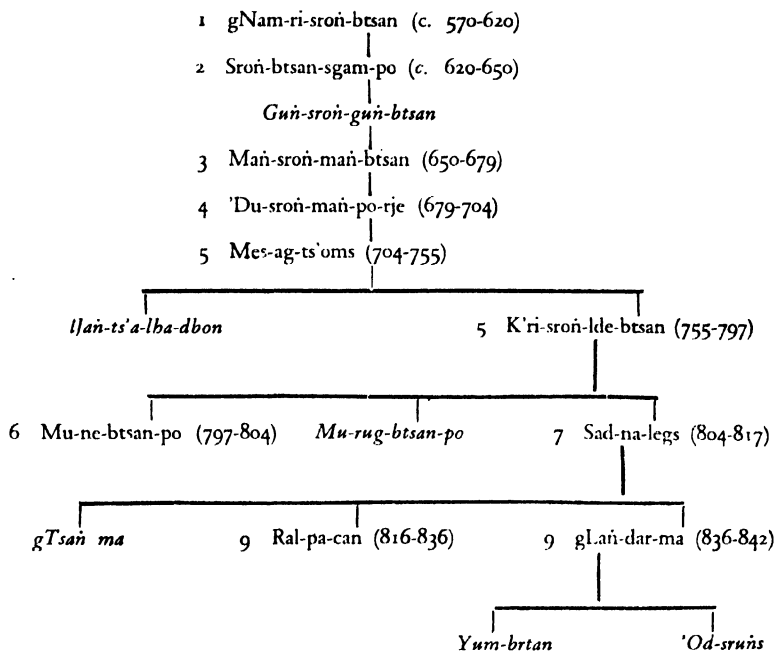 1 gNam-ri-sroṅ-btsan (c. 570-620)
2 Sroṅ-btsan-sgam-po (c. 620-650)
Guṅ-sroṅ-guṅ-btsan
3 Maṅ-sroṅ-maṅ-btsan (650-679)
4 'Du-sroṅ-maṅ-po-rje (679-704)
5 Mes-ag-ts'oms (704-755)
lJaṅ-ts'a-lha-dbon 5 K'ri-sroṅ-lde-btsan (755-797)
6 Mu-ne-btsan-po (797-804) Mu-rug-btsan-po 7 Sad-na-legs (804-817)
gTsaṅ ma 9 Ral-pa-can (816-836) 9 gLaṅ-dar-ma (836-842)
Yum-brtan 'Od-sruṅs